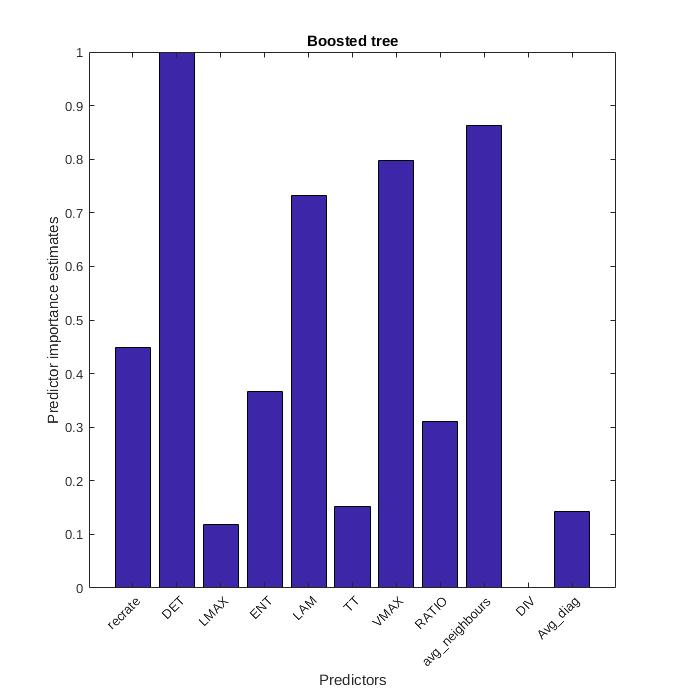 Boosted tree
Predictor importance estimates
1
0.9
0.8
0.7
0.6
0.5
0.4
0.3
0.2
0.1
0
recrate
DET
LMAX
ENT
LAM
TT
VMAX
RATIO
avg_neighbours
DIV
Avg_diag
Predictors